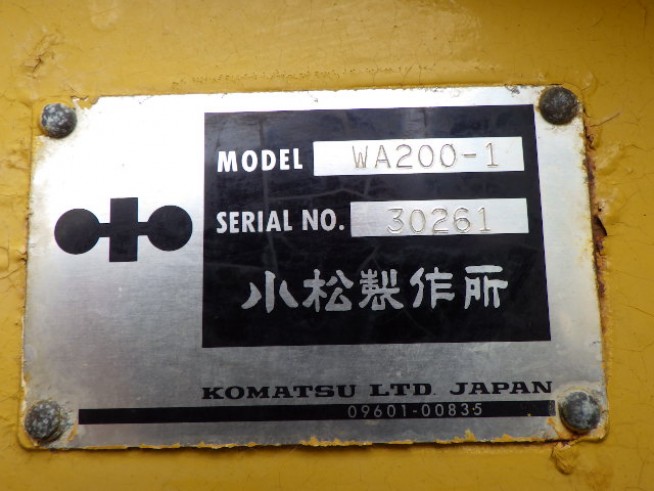 MODEL WA200-1
SERIAL NO. 30261
小松製作所
KOMATSU LTD. JAPAN
09601-00835